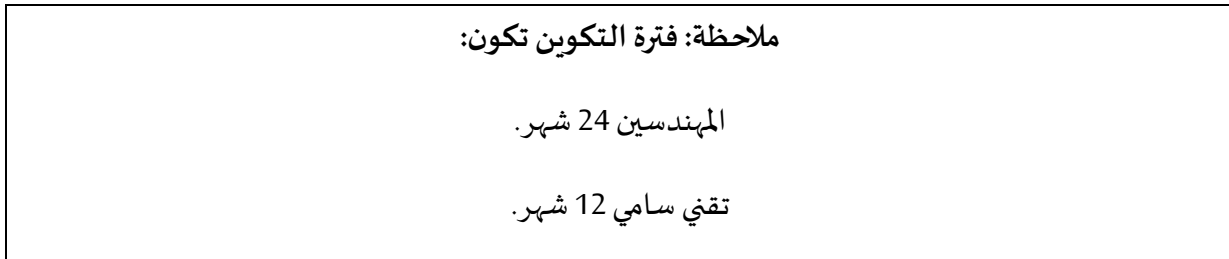 ملاحظة: فترة التكوين تكون:
المهندسين 24 شهر.
تقني سامي 12 شهر.